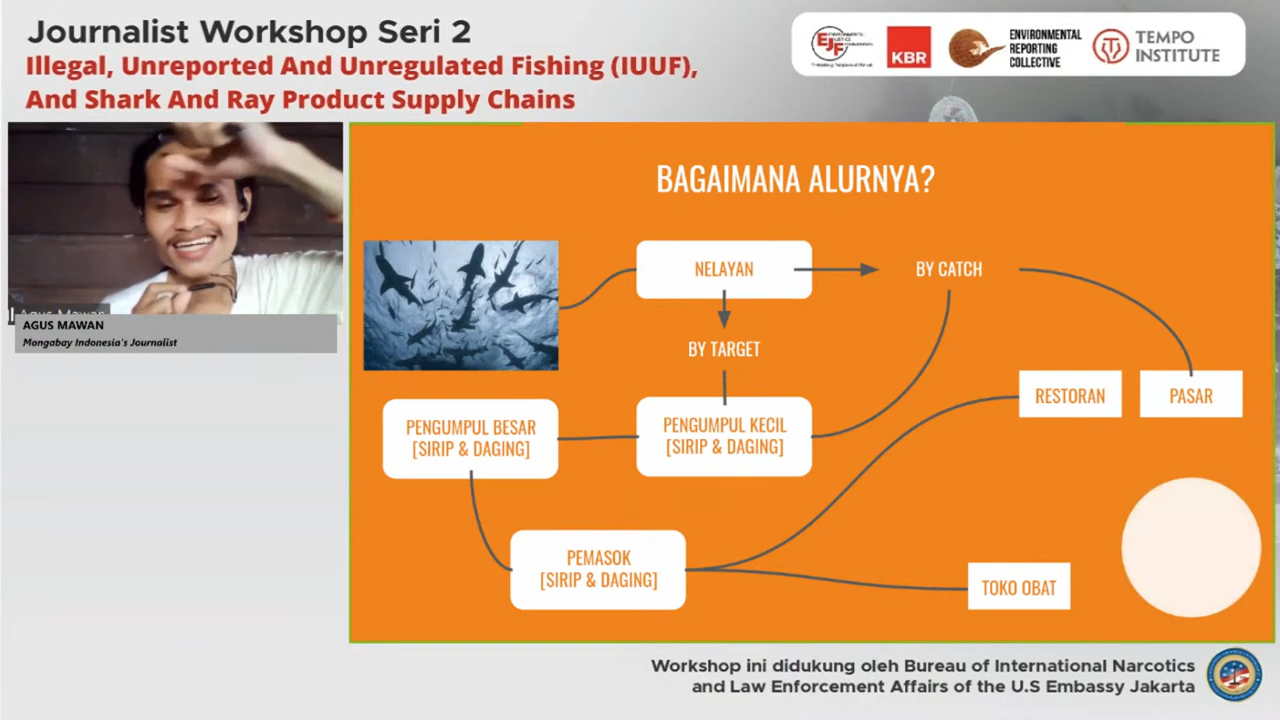 Journalist Workshop Seri 2
Illegal, Unreported And Unregulated Fishing (IUUF),
And Shark And Ray Product Supply Chains
EJF
KBR
ENVIRONMENTAL
REPORTING
COLLECTIVE
TEMPO
INSTITUTE
Agus Mawan
AGUS MAWAN
Mongabay Indonesia's Journalist
BAGAIMANA ALURNYA?
NELAYAN
BY CATCH
BY TARGET
RESTORAN
PASAR
PENGUMPUL BESAR
[SIRIP & DAGING]
PENGUMPUL KECIL
[SIRIP & DAGING]
PEMASOK
[SIRIP & DAGING]
TOKO OBAT
Workshop ini didukung oleh Bureau of International Narcotics
and Law Enforcement Affairs of the U.S Embassy Jakarta